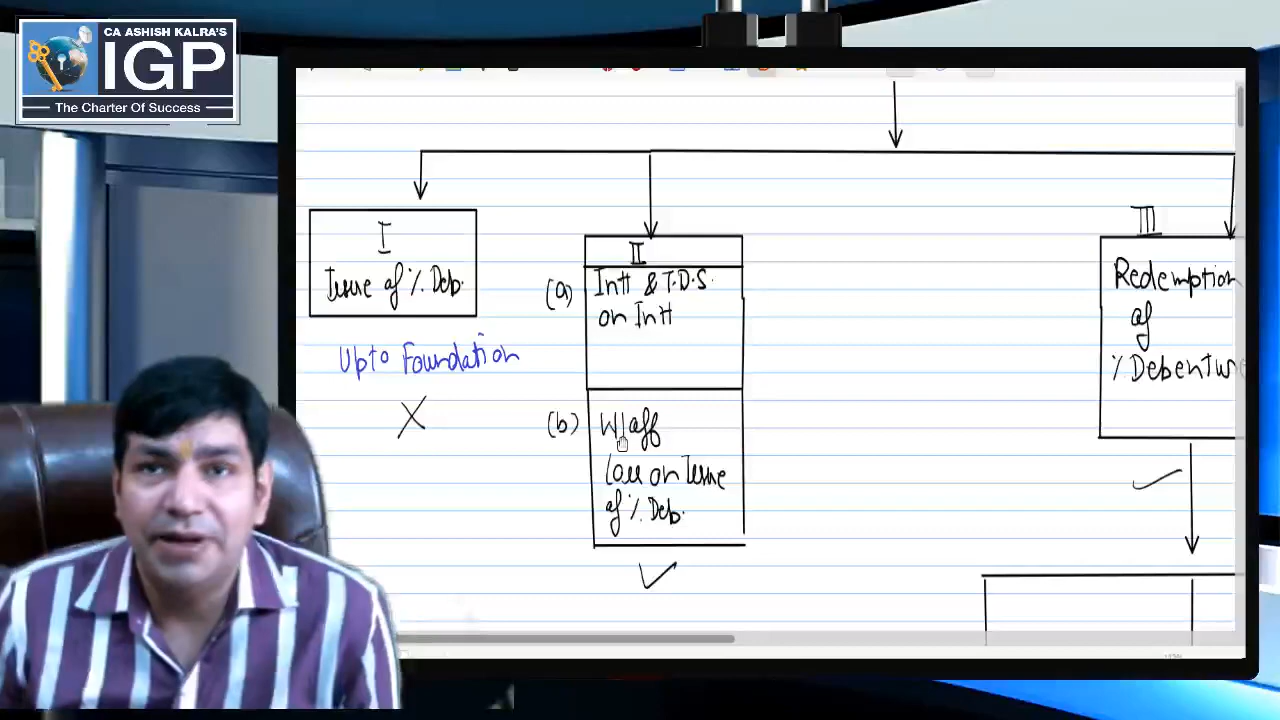 CA ASHISH KALRA'S
IGP
The Charter Of Success
I
Issue of % Deb.
Upto Foundation
X
II
(a) Intt & T.D.S.
on Intt
(b) W/off
Loss on Issue
of % Deb.
III
Redemption
of
% Debentu